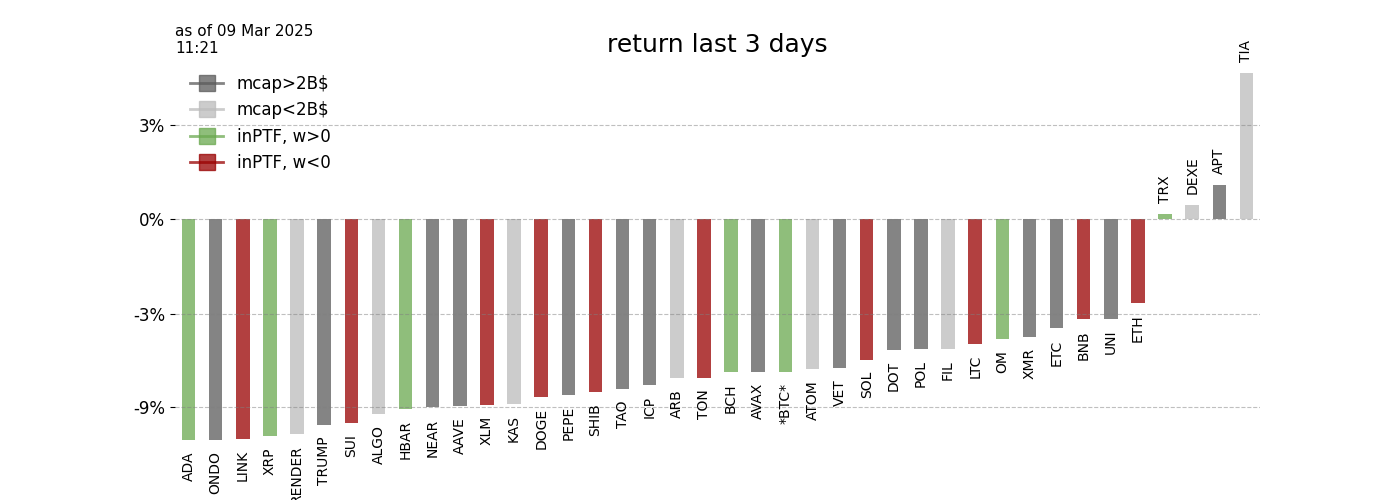 as of 09 Mar 2025
11:21
return last 3 days
mcap>2B$
mcap<2B$
inPTF, w>0
inPTF, w<0
3%
0%
-3%
-9%
ADA
ONDO
LINK
XRP
RENDER
TRUMP
SUI
ALGO
HBAR
NEAR
AAVE
XLM
KAS
DOGE
PEPE
SHIB
TAO
ICP
ARB
TON
BCH
AVAX
*BTC*
ATOM
VET
SOL
DOT
POL
FIL
LTC
OM
XMR
ETC
BNB
UNI
ETH
TRX
DEXE
APT
TIA